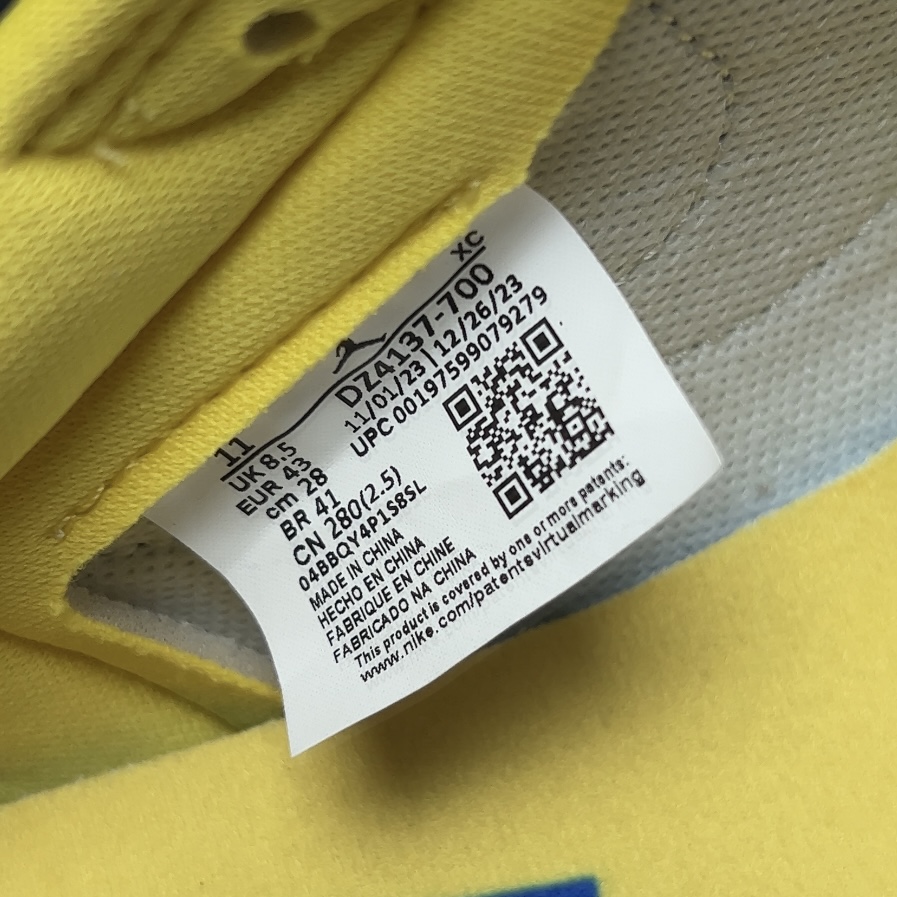 11 XC
UK 8.5
EUR 43
cm 28
BR 41
CN 280(2.5)
04BBQY4P1S8SL
MADE IN CHINA
HECHO EN CHINA
FABRIQUE EN CHINE
FABRICADO NA CHINA
DZ4137-700
11/01/23 | 12/26/23
UPC 00197599079279
This product is covered by one or more patents:
www.nike.com/patentsvirtualmarking